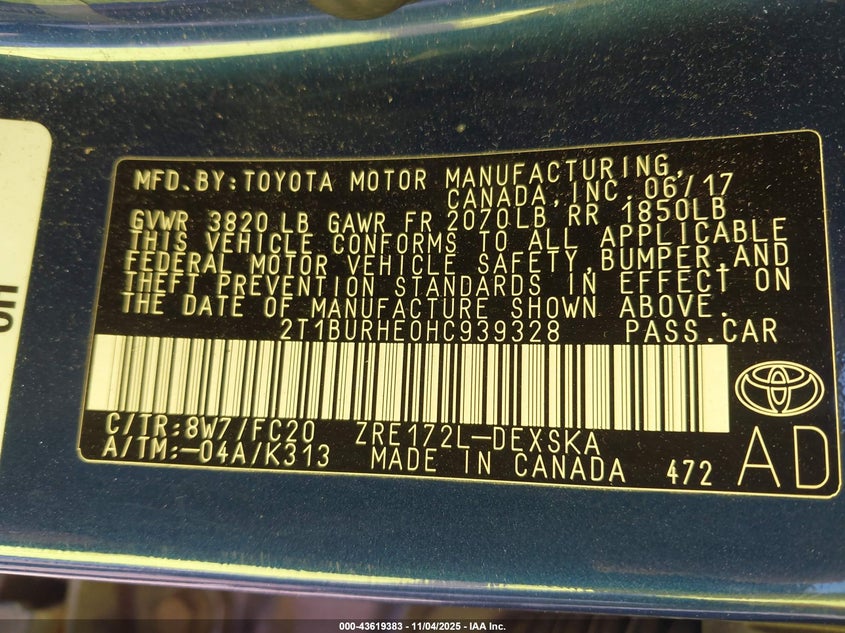 MFD.BY:TOYOTA MOTOR MANUFACTURING,
CANADA,INC.06/17
GVWR 3820 LB GAWR FR 2070LB RR 1850LB
THIS VEHICLE CONFORMS TO ALL APPLICABLE
FEDERAL MOTOR VEHICLE SAFETY,BUMPER,AND
THEFT PREVENTION STANDARDS IN EFFECT ON
THE DATE OF MANUFACTURE SHOWN ABOVE.
2T1BURHE0HC939328 PASS.CAR
C/TR:8W7/FC20 ZRE172L-DEXSKA
A/TM:-04A/K313 MADE IN CANADA 472
AD
000-43619383 - 11/04/2025 - IAA Inc.